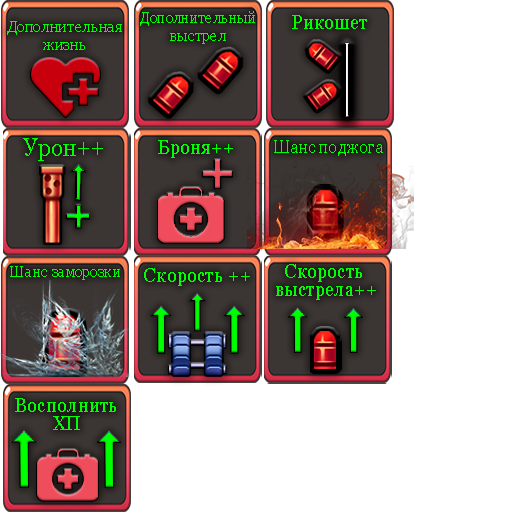 Дополнительная
жизнь
Дополнительный
выстрел
Рикошет
Урон++
Броня++
Шанс поджога
Шанс заморозки
Скорость ++
Скорость
выстрела++
Восполнить
ХП